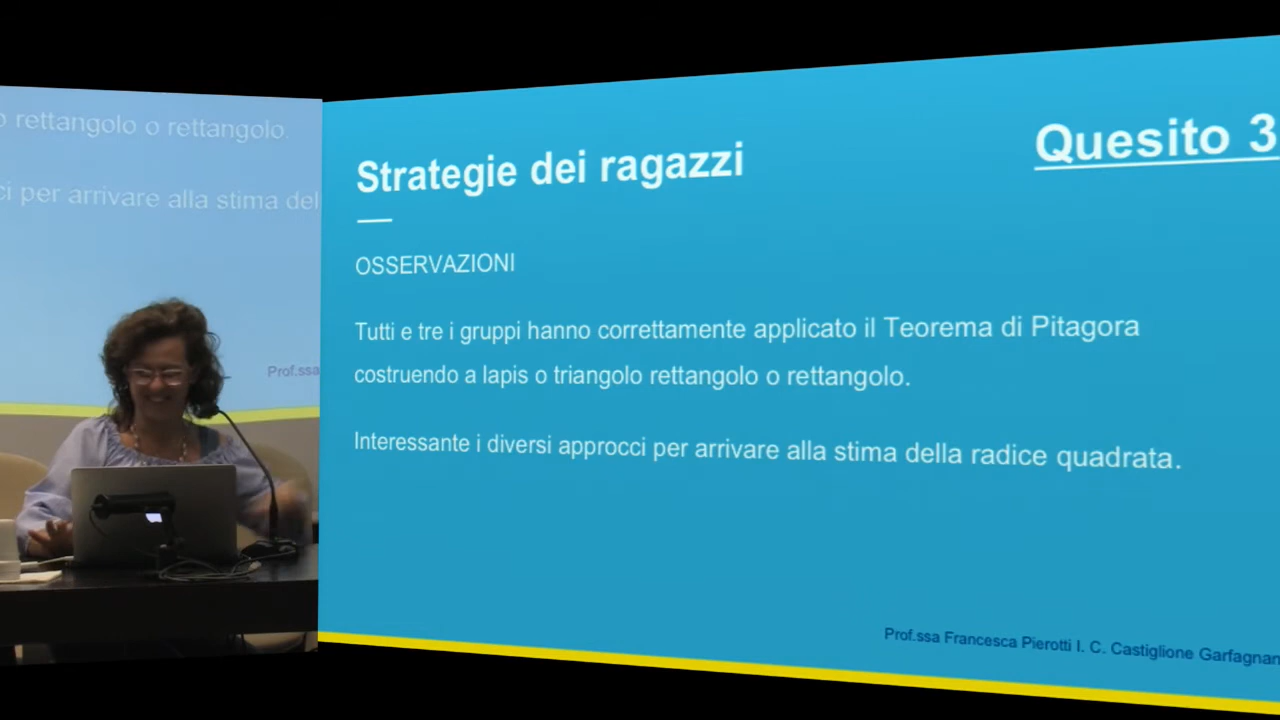 o rettangolo o rettangolo.
ci per arrivare alla stima del
Prof.ssa
Strategie dei ragazzi
Quesito 3
OSSERVAZIONI
Tutti e tre i gruppi hanno correttamente applicato il Teorema di Pitagora
costruendo a lapis o triangolo rettangolo o rettangolo.
Interessante i diversi approcci per arrivare alla stima della radice quadrata.
Prof.ssa Francesca Pierotti I. C. Castiglione Garfagnan